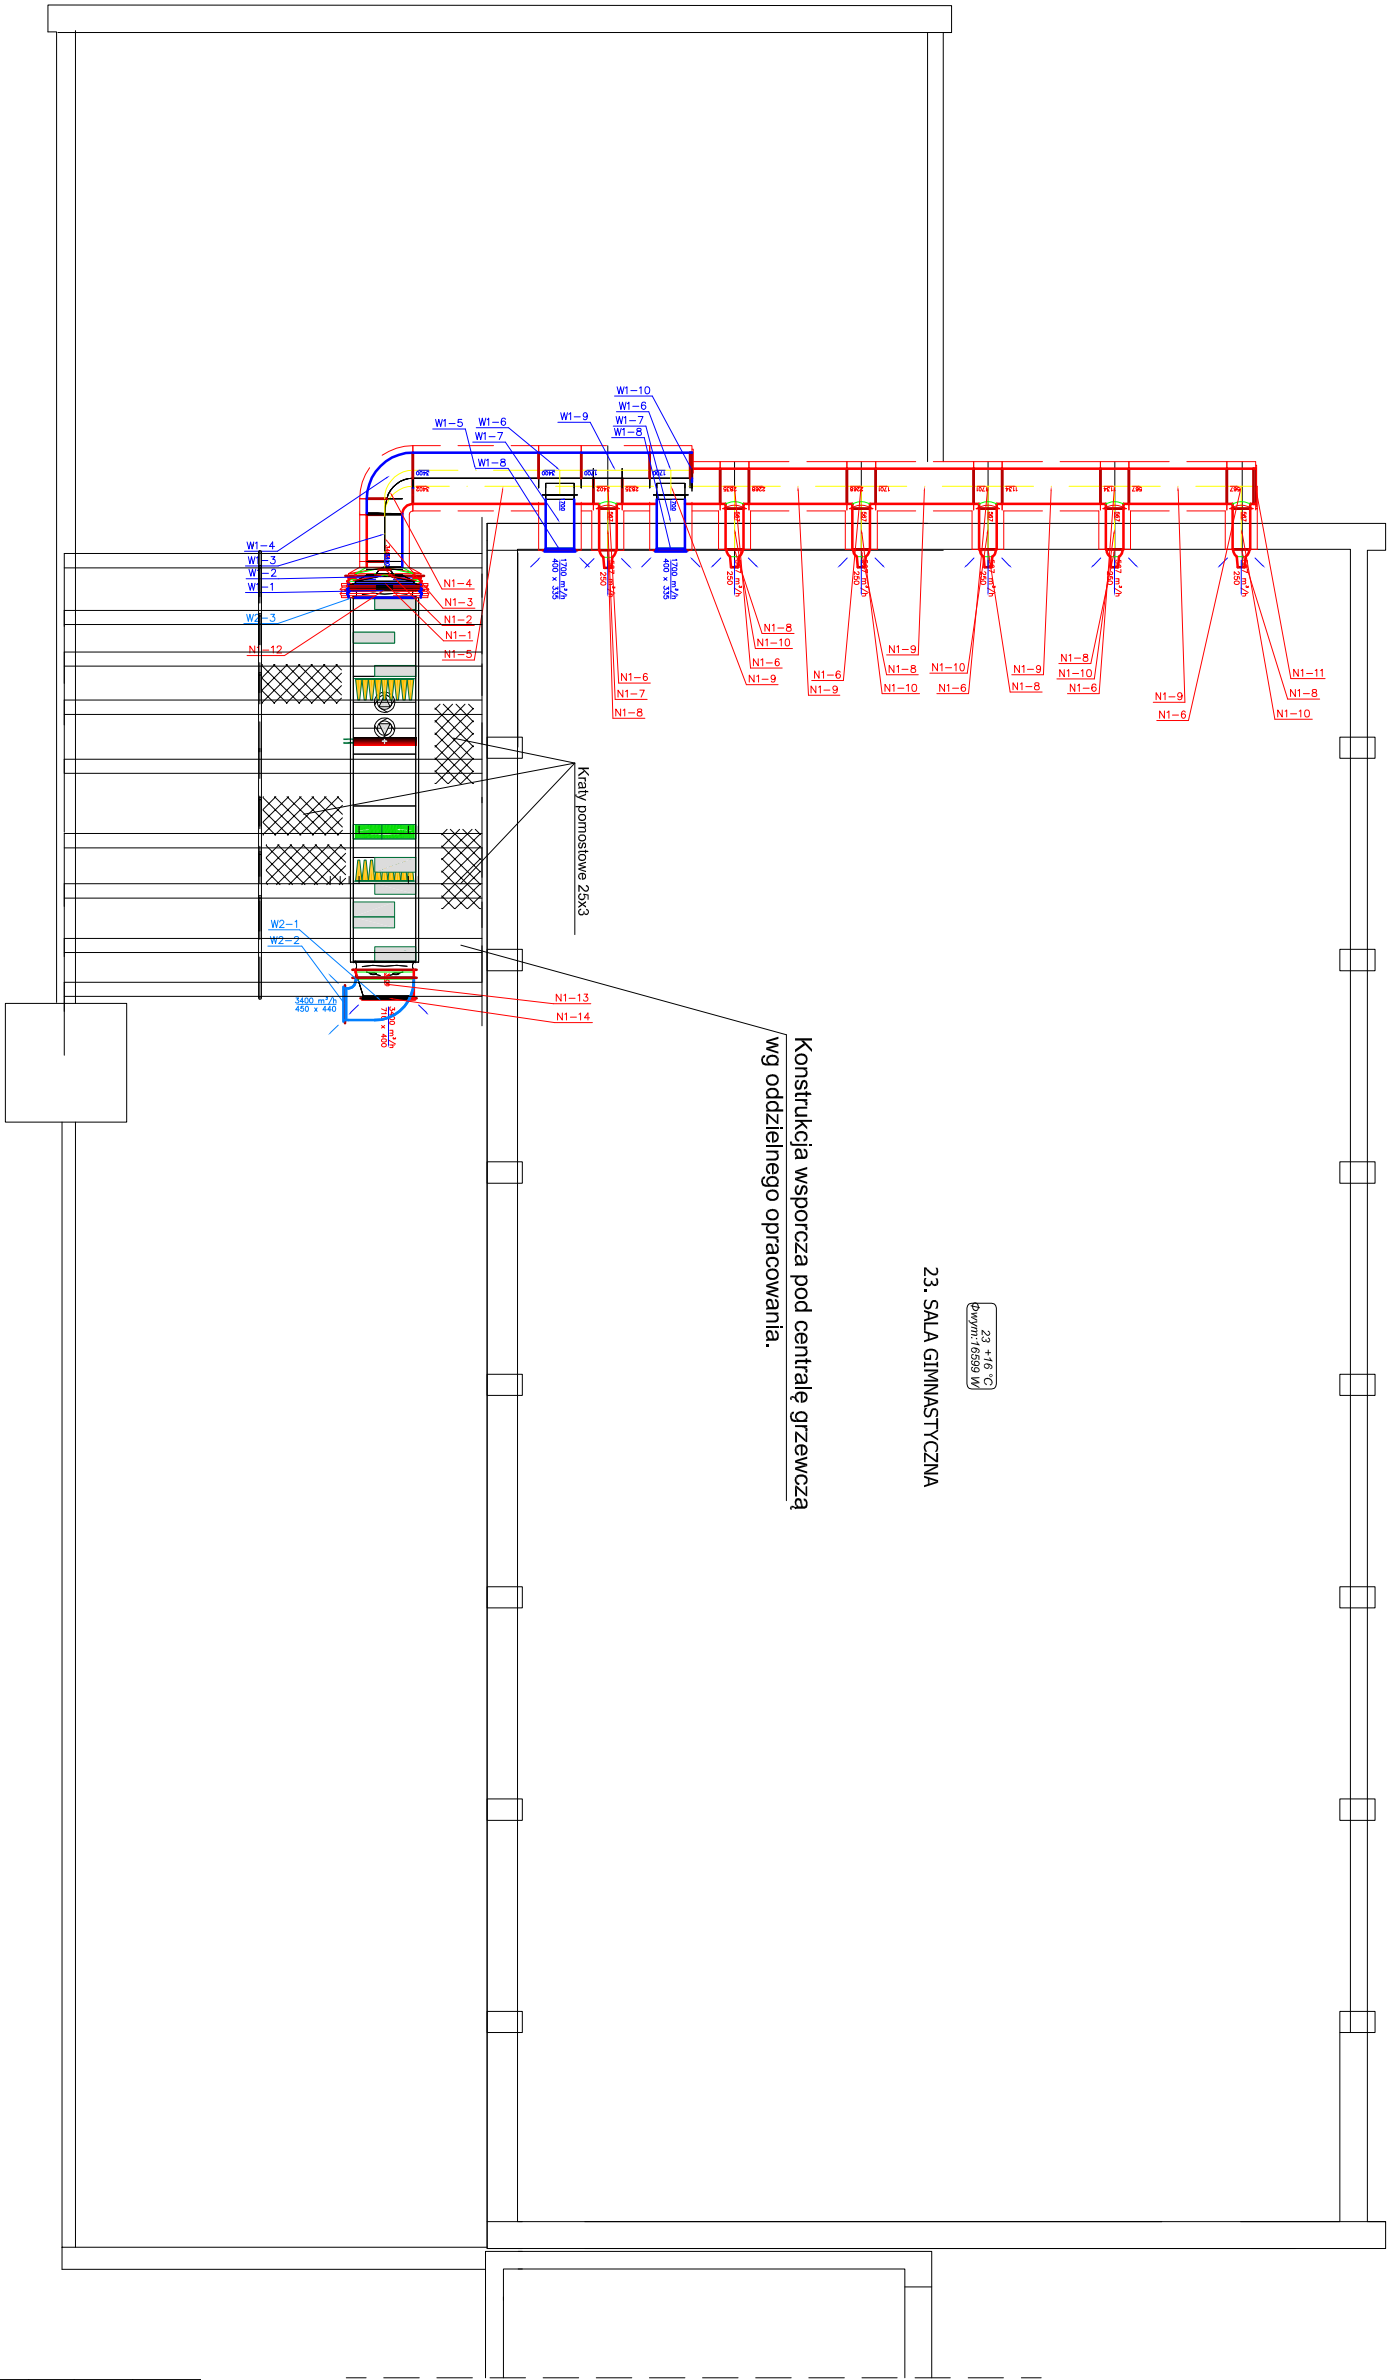 W1-10
W1-6
W1-7
W1-8
W1-9
W1-5
W1-6
W1-7
W1-8
W1-4
W1-3
W1-2
W1-1
W2-3
N1-12
N1-4
N1-3
N1-2
N1-1
N1-5
1700 m³/h
400 x 335
250
1700 m³/h
400 x 335
250
250
250
250
250
N1-6
N1-7
N1-8
N1-8
N1-10
N1-6
N1-9
N1-6
N1-9
N1-9
N1-8
N1-10
N1-10
N1-6
N1-9
N1-8
N1-8
N1-10
N1-6
N1-9
N1-6
N1-11
N1-8
N1-10
Kraty pomostowe 25x3
W2-1
W2-2
3400 m³/h
450 x 440
N1-13
N1-14
Konstrukcja wsporcza pod centralę grzewczą
wg oddzielnego opracowania.
23. SALA GIMNASTYCZNA
23 +16 °C
Φwym:16599 W